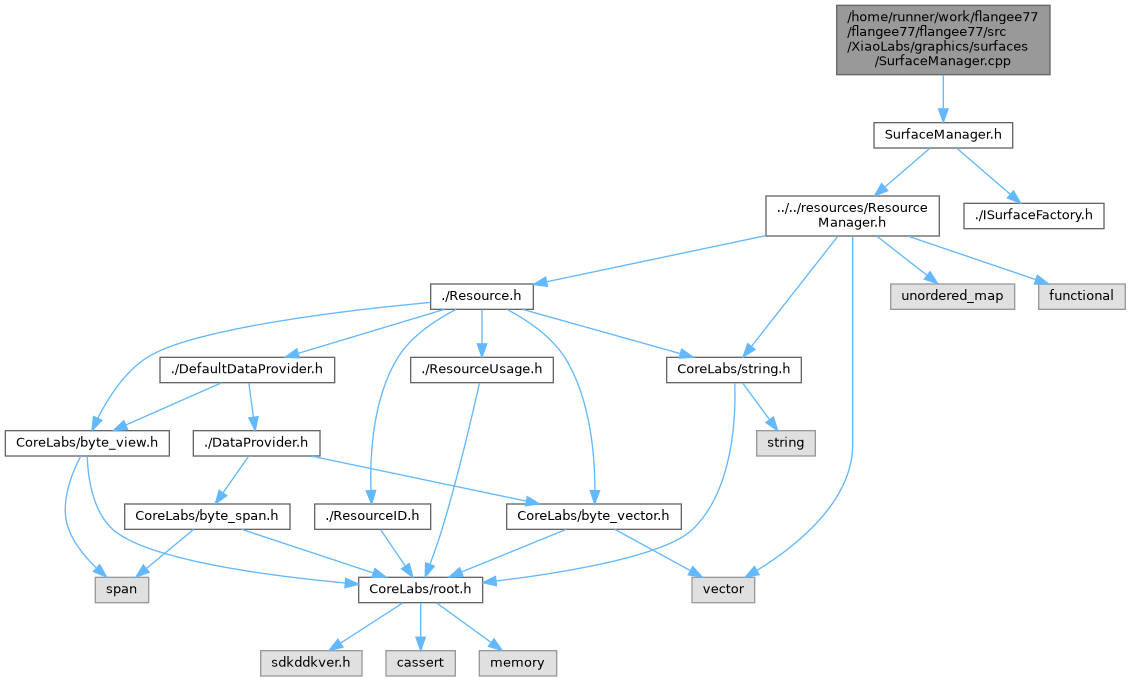 /home/runner/work/flangee77
/flangee77/flangee77/src
/XiaoLabs/graphics/surfaces
/SurfaceManager.cpp
SurfaceManager.h
../../resources/Resource
Manager.h
./ISurfaceFactory.h
./Resource.h
unordered_map
functional
./DefaultDataProvider.h
./ResourceUsage.h
CoreLabs/string.h
CoreLabs/byte_view.h
./DataProvider.h
string
CoreLabs/byte_span.h
./ResourceID.h
CoreLabs/byte_vector.h
span
CoreLabs/root.h
vector
sdkddkver.h
cassert
memory